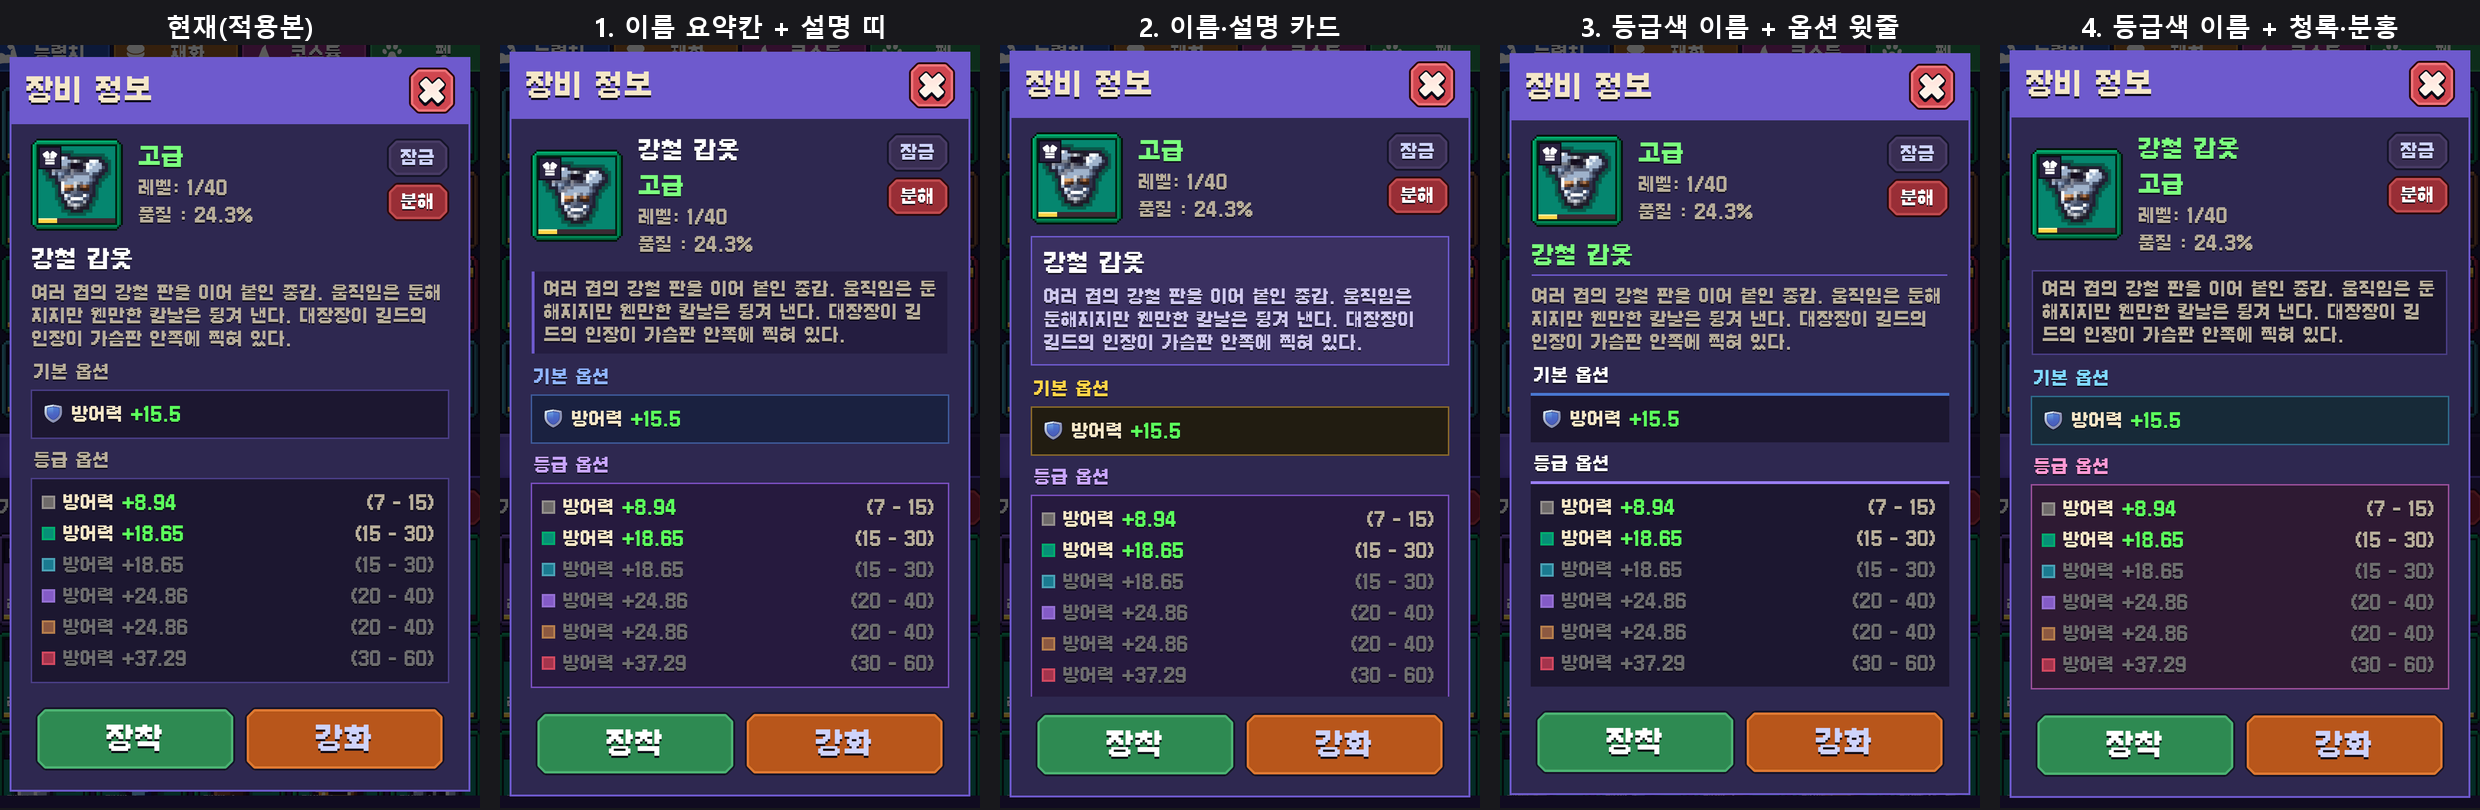 현재(적용본)
장비 정보
고급
레벨: 1/40
품질 : 24.3%
잠금
분해
강철 갑옷
여러 겹의 강철 판을 이어 붙인 중갑. 움직임은 둔해
지지만 웬만한 칼날은 튕겨 낸다. 대장장이 길드의
인장이 가슴판 안쪽에 찍혀 있다.
기본 옵션
방어력 +15.5
등급 옵션
방어력 +8.94 (7 - 15)
방어력 +18.65 (15 - 30)
방어력 +18.65 (15 - 30)
방어력 +24.86 (20 - 40)
방어력 +24.86 (20 - 40)
방어력 +37.29 (30 - 60)
장착
강화
1. 이름 요약칸 + 설명 띠
장비 정보
강철 갑옷
고급
레벨: 1/40
품질 : 24.3%
잠금
분해
여러 겹의 강철 판을 이어 붙인 중갑. 움직임은 둔
해지지만 웬만한 칼날은 튕겨 낸다. 대장장이 길
드의 인장이 가슴판 안쪽에 찍혀 있다.
기본 옵션
방어력 +15.5
등급 옵션
방어력 +8.94 (7 - 15)
방어력 +18.65 (15 - 30)
방어력 +18.65 (15 - 30)
방어력 +24.86 (20 - 40)
방어력 +24.86 (20 - 40)
방어력 +37.29 (30 - 60)
장착
강화
2. 이름·설명 카드
장비 정보
고급
레벨: 1/40
품질 : 24.3%
잠금
분해
강철 갑옷
여러 겹의 강철 판을 이어 붙인 중갑. 움직임은
둔해지지만 웬만한 칼날은 튕겨 낸다. 대장장이
길드의 인장이 가슴판 안쪽에 찍혀 있다.
기본 옵션
방어력 +15.5
등급 옵션
방어력 +8.94 (7 - 15)
방어력 +18.65 (15 - 30)
방어력 +18.65 (15 - 30)
방어력 +24.86 (20 - 40)
방어력 +24.86 (20 - 40)
방어력 +37.29 (30 - 60)
장착
강화
3. 등급색 이름 + 옵션 윗줄
장비 정보
고급
레벨: 1/40
품질 : 24.3%
잠금
분해
강철 갑옷
여러 겹의 강철 판을 이어 붙인 중갑. 움직임은 둔해
지지만 웬만한 칼날은 튕겨 낸다. 대장장이 길드의
인장이 가슴판 안쪽에 찍혀 있다.
기본 옵션
방어력 +15.5
등급 옵션
방어력 +8.94 (7 - 15)
방어력 +18.65 (15 - 30)
방어력 +18.65 (15 - 30)
방어력 +24.86 (20 - 40)
방어력 +24.86 (20 - 40)
방어력 +37.29 (30 - 60)
장착
강화
4. 등급색 이름 + 청록·분홍
장비 정보
강철 갑옷
고급
레벨: 1/40
품질 : 24.3%
잠금
분해
여러 겹의 강철 판을 이어 붙인 중갑. 움직임은 둔
해지지만 웬만한 칼날은 튕겨 낸다. 대장장이 길
드의 인장이 가슴판 안쪽에 찍혀 있다.
기본 옵션
방어력 +15.5
등급 옵션
방어력 +8.94 (7 - 15)
방어력 +18.65 (15 - 30)
방어력 +18.65 (15 - 30)
방어력 +24.86 (20 - 40)
방어력 +24.86 (20 - 40)
방어력 +37.29 (30 - 60)
장착
강화